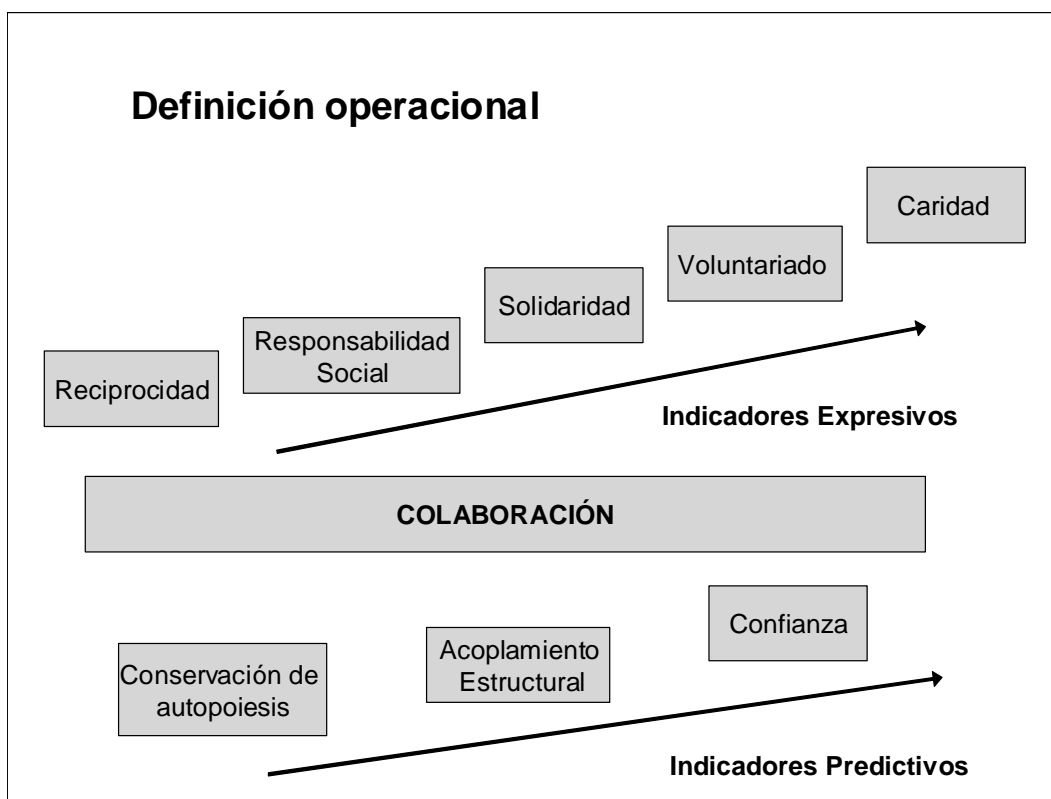 Definición operacional
Caridad
Voluntariado
Solidaridad
Responsabilidad
Social
Reciprocidad
Indicadores Expresivos
COLABORACIÓN
Confianza
Acoplamiento
Estructural
Conservación de
autopoiesis
Indicadores Predictivos